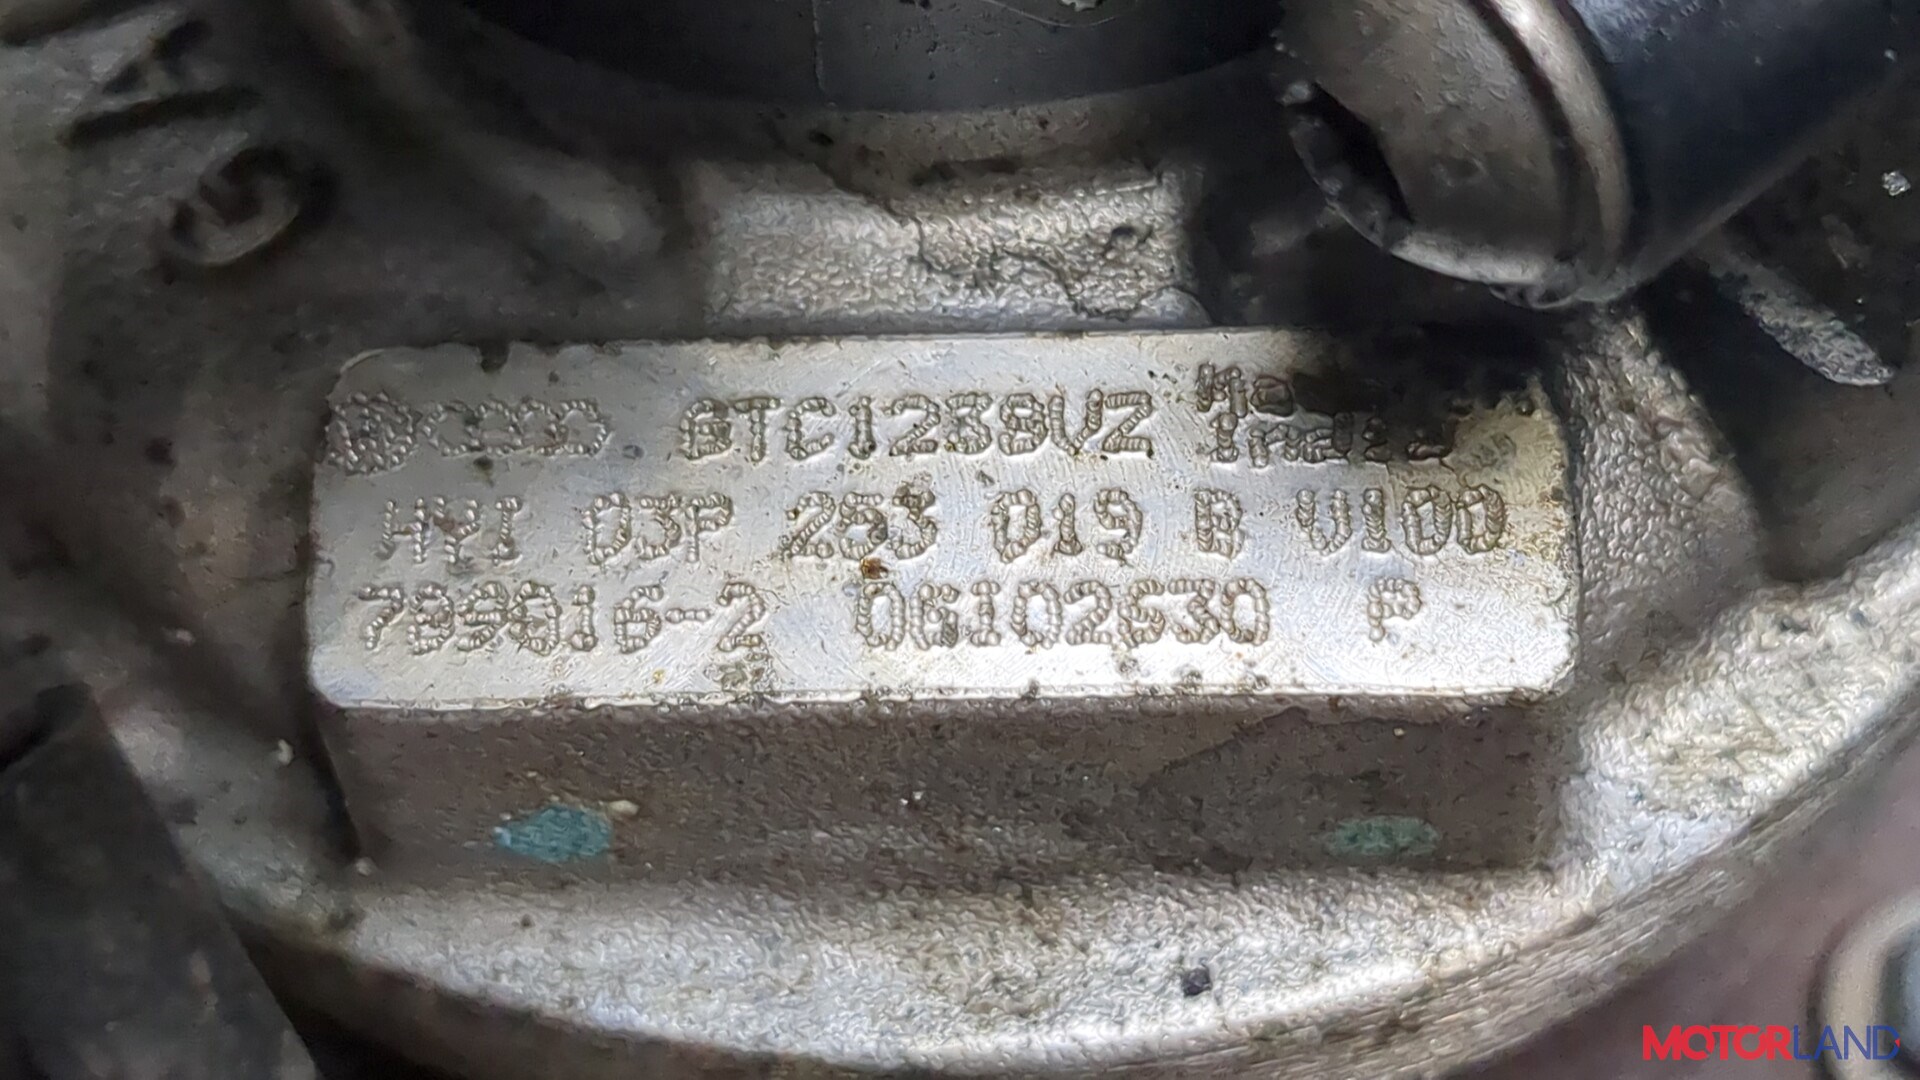 GTC1238VZ Made in India
HYI 03P 253 019 B V100
789016-2 06102630 P
MOTORLAND